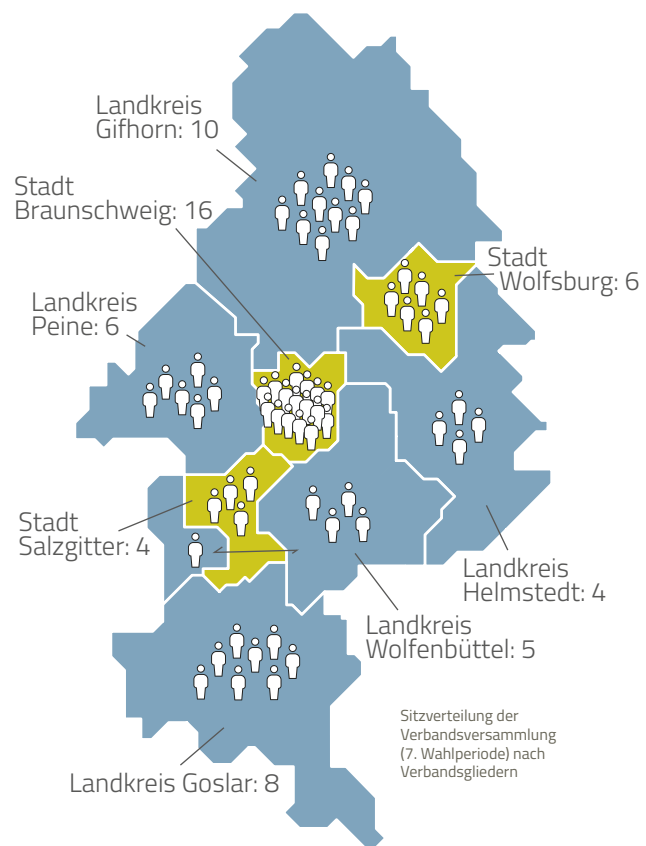 Landkreis
Gifhorn: 10
Stadt
Braunschweig: 16
Stadt
Wolfsburg: 6
Landkreis
Peine: 6
Stadt
Salzgitter: 4
Landkreis
Helmstedt: 4
Landkreis
Wolfenbüttel: 5
Landkreis Goslar: 8
Sitzverteilung der
Verbandsversammlung
(7. Wahlperiode) nach
Verbandsgliedern